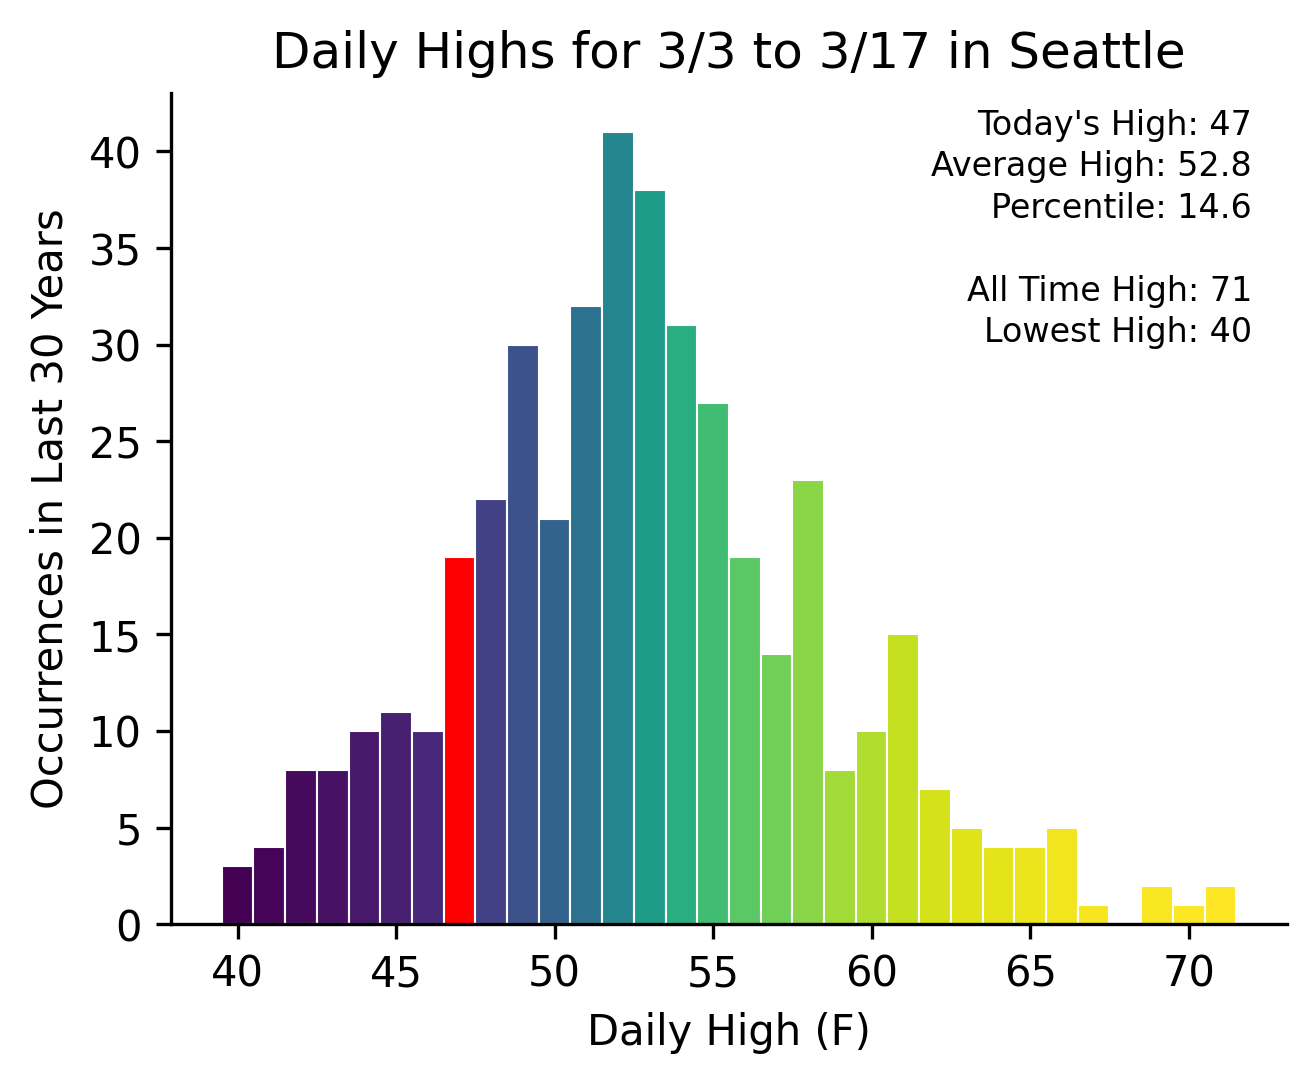 Daily Highs for 3/3 to 3/17 in Seattle
Today's High: 47
Average High: 52.8
Percentile: 14.6
All Time High: 71
Lowest High: 40
Occurrences in Last 30 Years
40
35
30
25
20
15
10
5
0
40 45 50 55 60 65 70
Daily High (F)